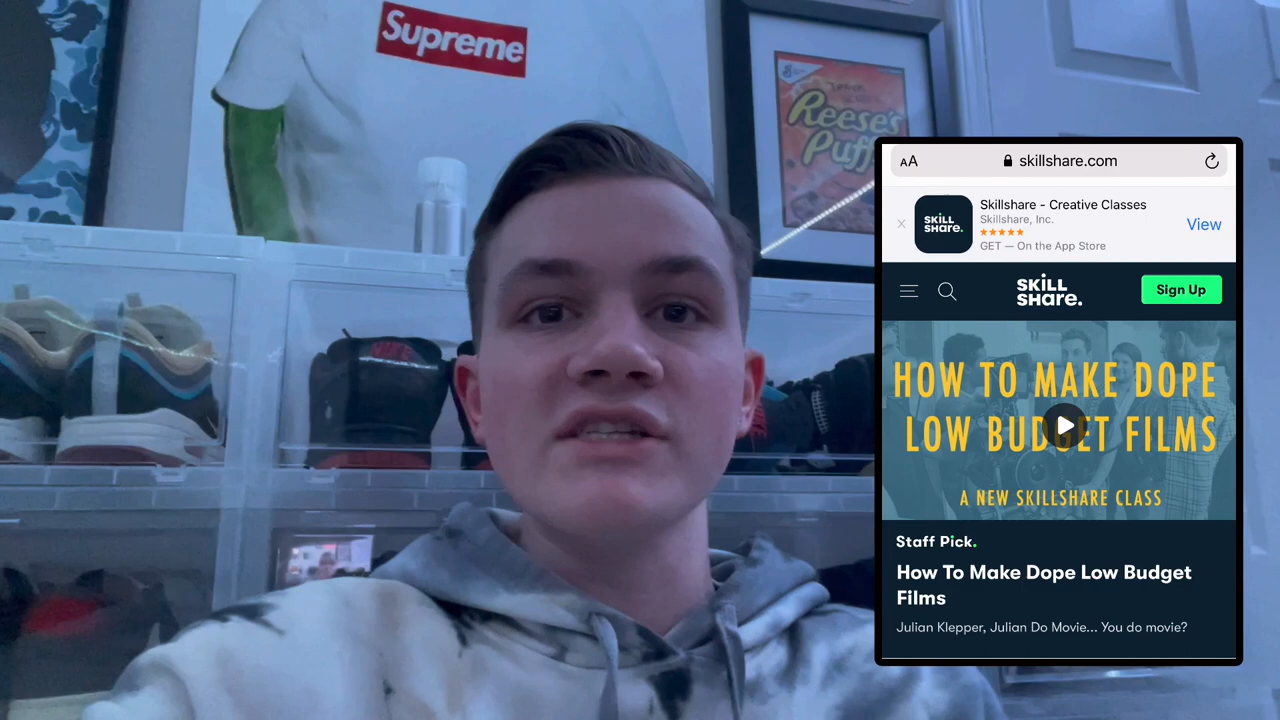 Supreme
Reese's
Puff
AA
skillshare.com
Skillshare - Creative Classes
Skillshare, Inc.
GET — On the App Store
View
SKILL
SHARE.
SKILL
SHARE.
Sign Up
HOW TO MAKE DOPE
LOW BUDGET FILMS
A NEW SKILLSHARE CLASS
Staff Pick.
How To Make Dope Low Budget
Films
Julian Klepper, Julian Do Movie... You do movie?